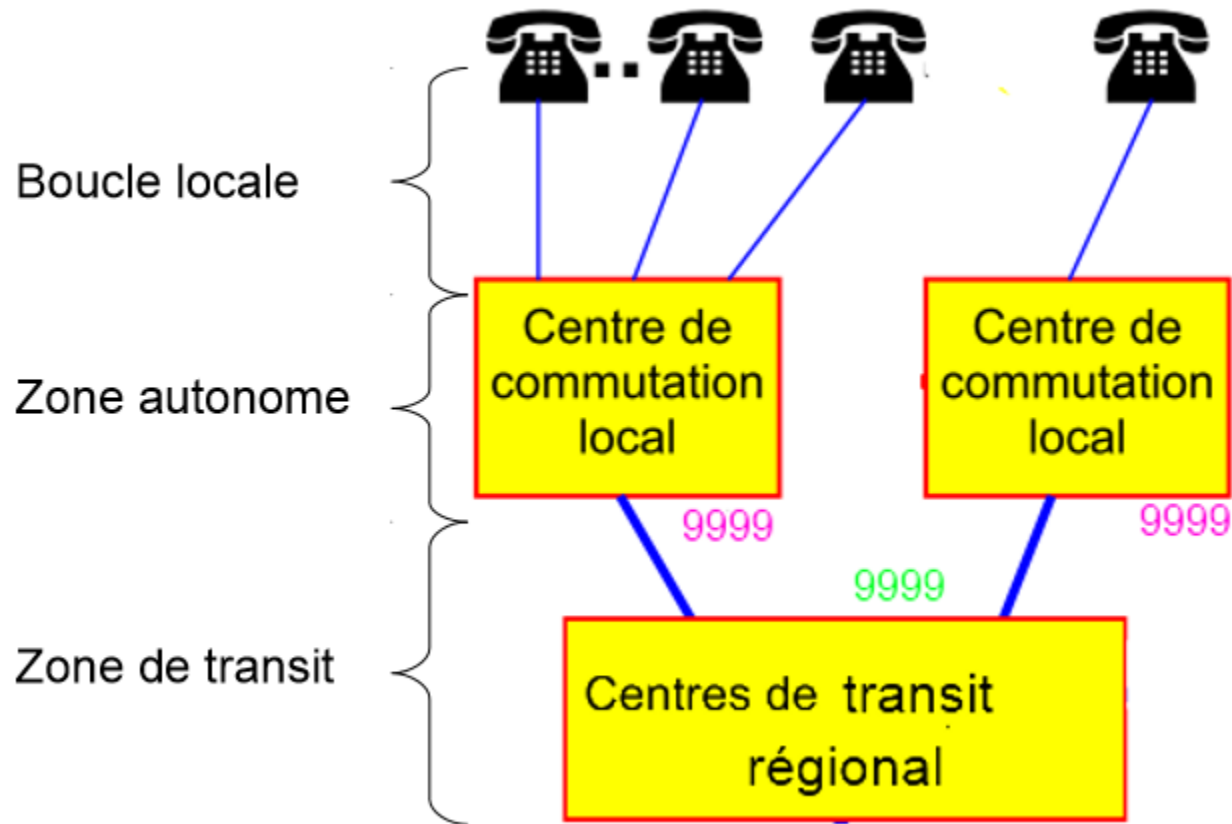 Boucle locale
Centre de
commutation
local
Centre de
commutation
local
Zone autonome
9999
9999
9999
Zone de transit
Centres de transit
régional